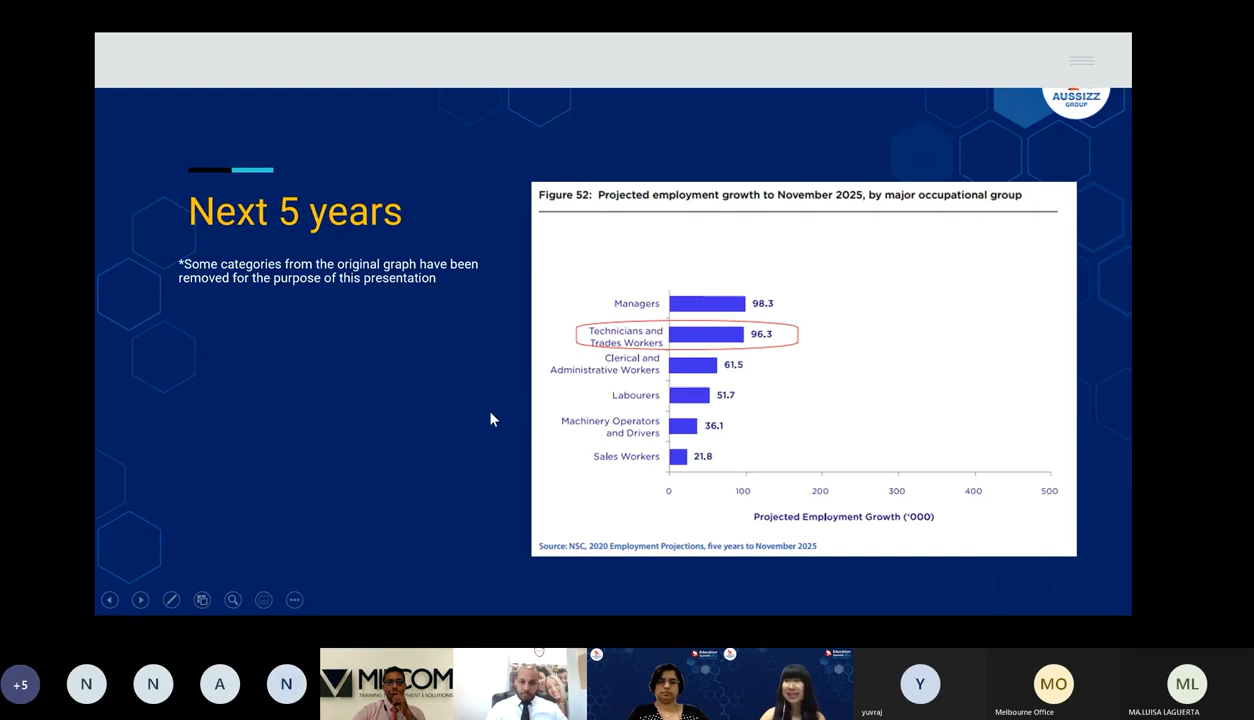 AUSSIZZ
GROUP
Next 5 years
*Some categories from the original graph have been
removed for the purpose of this presentation
Figure 52: Projected employment growth to November 2025, by major occupational group
Managers 98.3
Technicians and
Trades Workers 96.3
Clerical and
Administrative Workers 61.5
Labourers 51.7
Machinery Operators
and Drivers 36.1
Sales Workers 21.8
0 100 200 300 400 500
Projected Employment Growth ('000)
Source: NSC, 2020 Employment Projections, five years to November 2025
+5
N
N
A
N
Y
yuvraj
MO
Melbourne Office
ML
MA.LUISA LAGUERTA